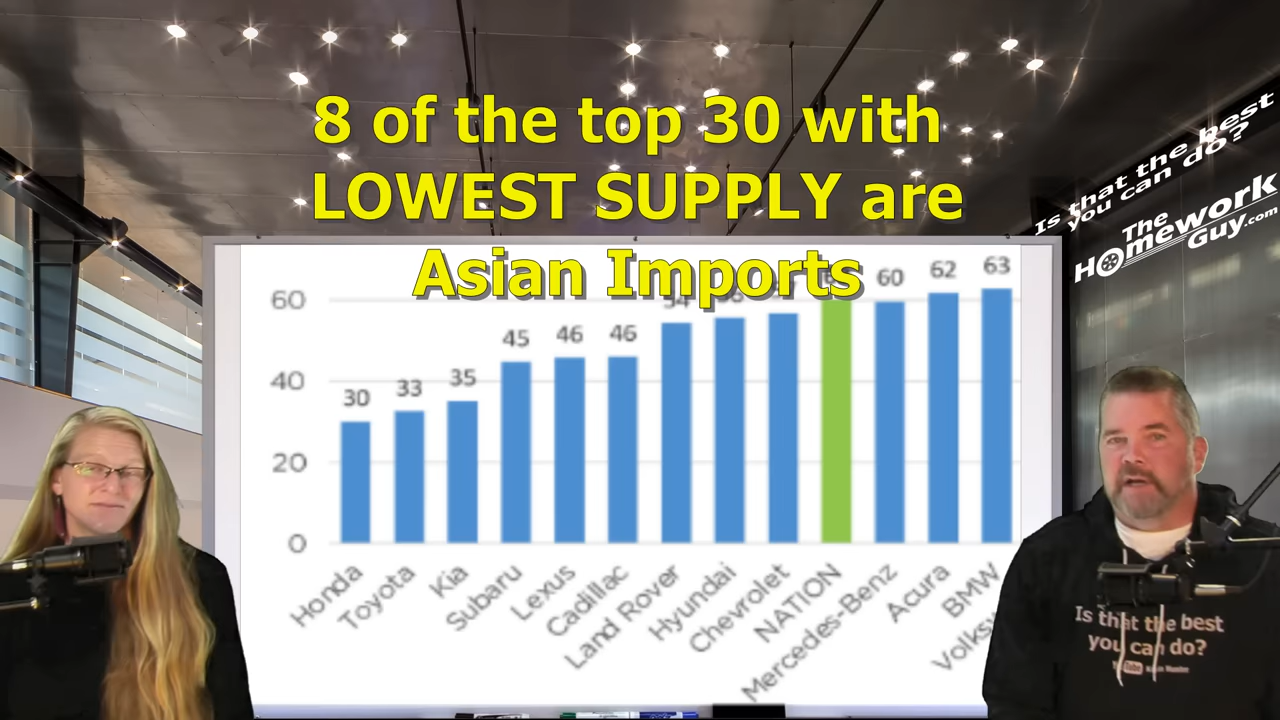 8 of the top 30 with
LOWEST SUPPLY are
Asian Imports
Is that the best
you can do?
The
Homework
Guy.com
60
40
20
0
30
33
35
45
46
46
54
56
60
62
63
Honda
Toyota
Kia
Subaru
Lexus
Cadillac
Land Rover
Hyundai
Chevrolet
NATION
Mercedes-Benz
Acura
BMW
Is that the best
you can do?